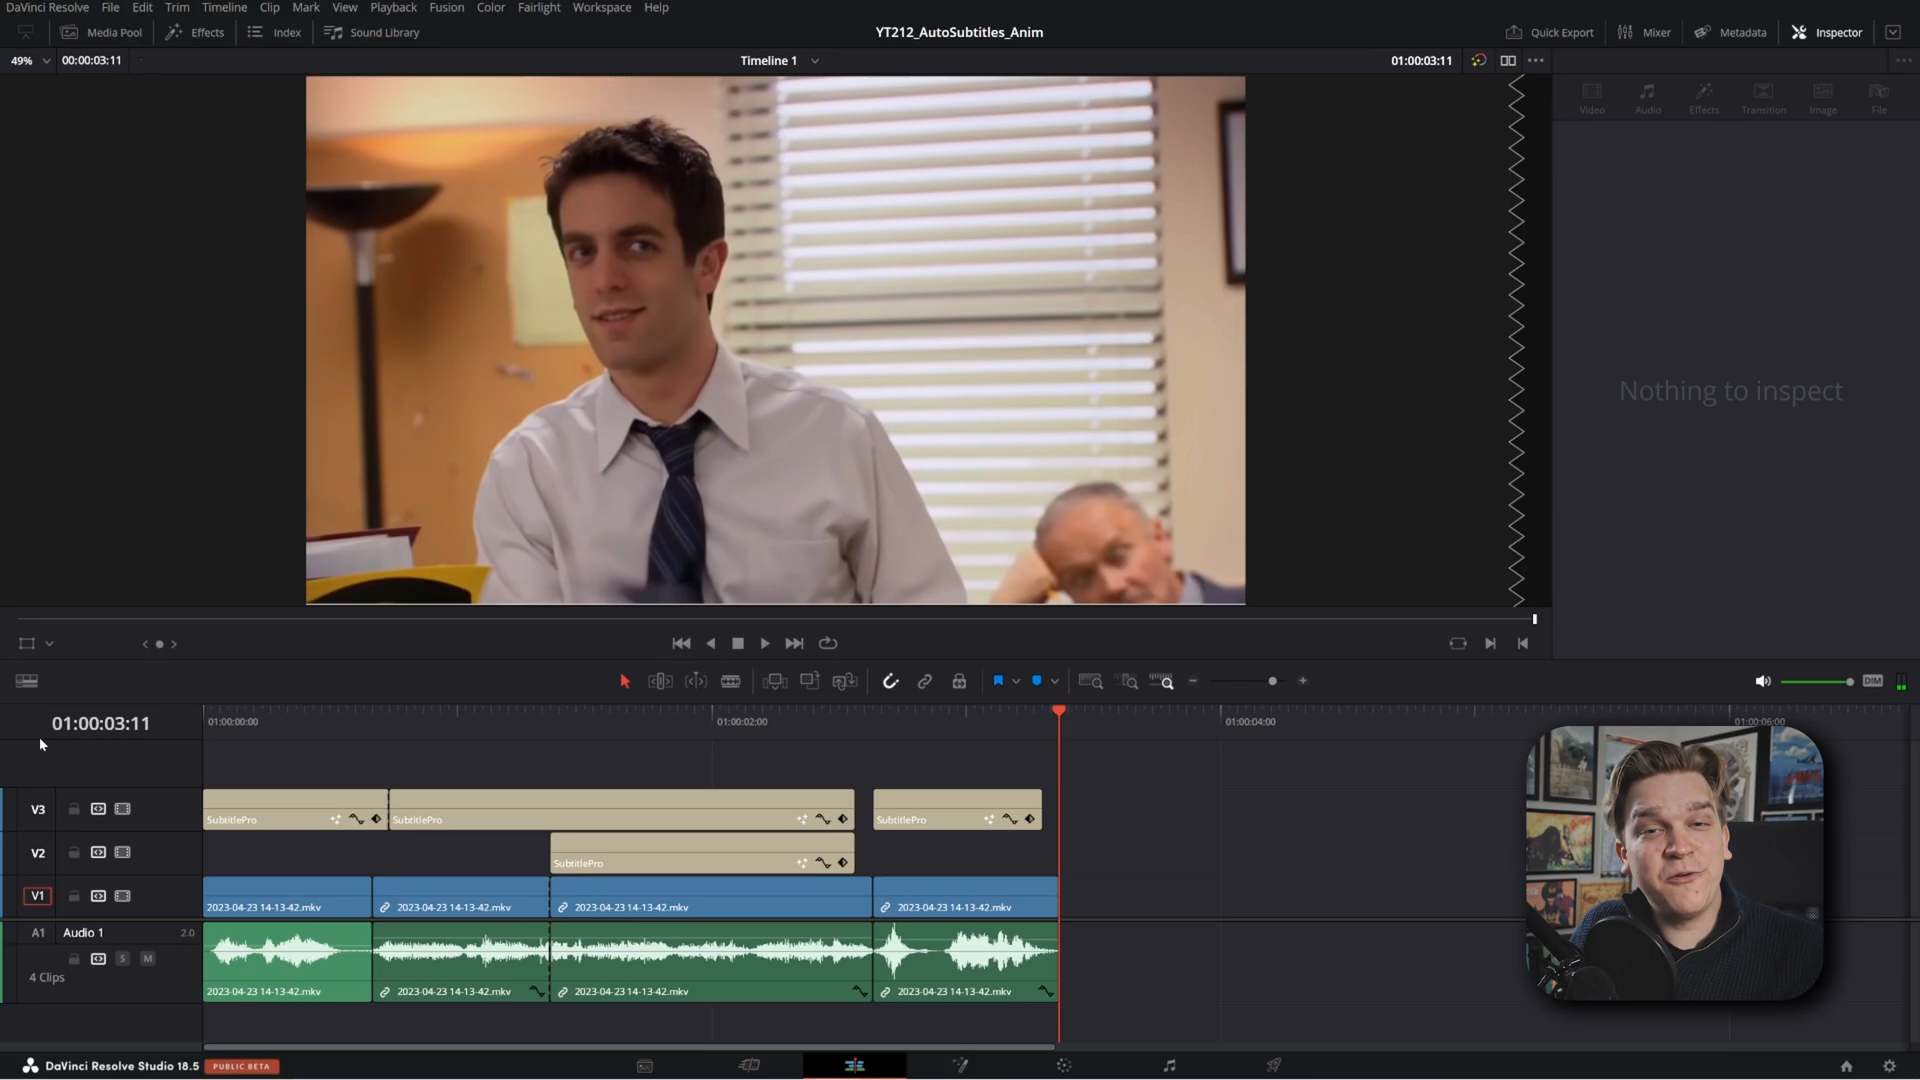 DaVinci Resolve File Edit Trim Timeline Clip Mark View Playback Fusion Color Fairlight Workspace Help
Media Pool Effects Index Sound Library YT212_AutoSubtitles_Anim Quick Export Mixer Metadata Inspector
49% 00:00:03:11 Timeline 1 01:00:03:11
Video Audio Effects Transition Image File
Nothing to inspect
DIM
01:00:03:11 01:00:00:00 01:00:02:00 01:00:04:00 01:00:06:00
V3 SubtitlePro SubtitlePro SubtitlePro
V2 SubtitlePro
V1 2023-04-23 14-13-42.mkv 2023-04-23 14-13-42.mkv 2023-04-23 14-13-42.mkv 2023-04-23 14-13-42.mkv
A1 Audio 1 2.0
S M
4 Clips
2023-04-23 14-13-42.mkv 2023-04-23 14-13-42.mkv 2023-04-23 14-13-42.mkv 2023-04-23 14-13-42.mkv
DaVinci Resolve Studio 18.5 PUBLIC BETA